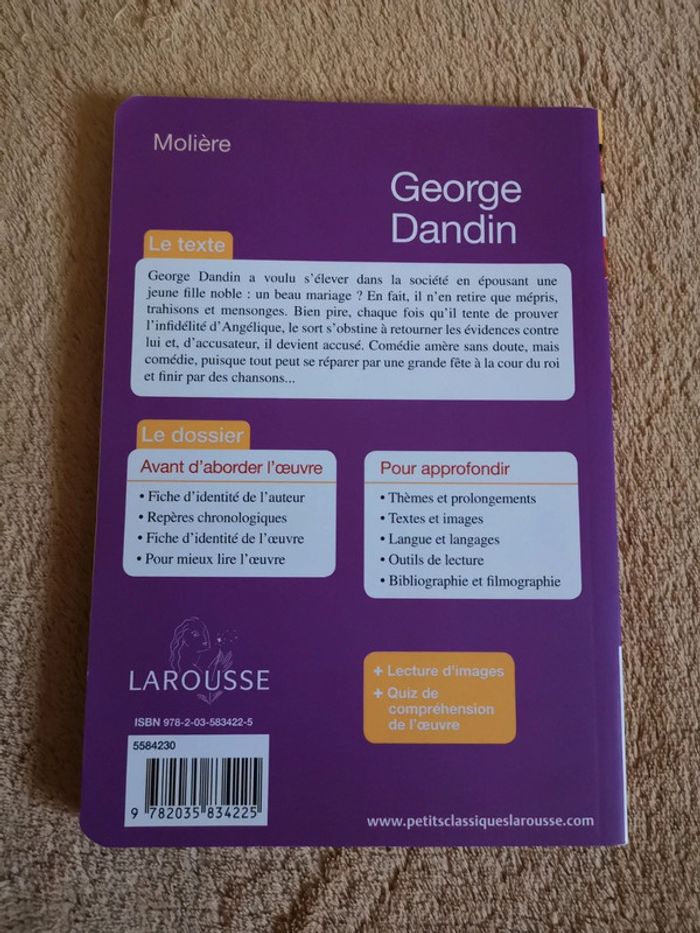 Molière
George
Dandin
Le texte
George Dandin a voulu s'élever dans la société en épousant une
jeune fille noble : un beau mariage ? En fait, il n'en retire que mépris,
trahisons et mensonges. Bien pire, chaque fois qu'il tente de prouver
l'infidélité d'Angélique, le sort s'obstine à retourner les évidences contre
lui et, d'accusateur, il devient accusé. Comédie amère sans doute, mais
comédie, puisque tout peut se réparer par une grande fête à la cour du roi
et finir par des chansons...
Le dossier
Avant d'aborder l'œuvre
• Fiche d'identité de l'auteur
• Repères chronologiques
• Fiche d'identité de l'œuvre
• Pour mieux lire l'œuvre
Pour approfondir
• Thèmes et prolongements
• Textes et images
• Langue et langages
• Outils de lecture
• Bibliographie et filmographie
+ Lecture d'images
+ Quiz de
compréhension
de l'œuvre
LAROUSSE
ISBN 978-2-03-583422-5
5584230
9 782035 834225
www.petitsclassiqueslarousse.com